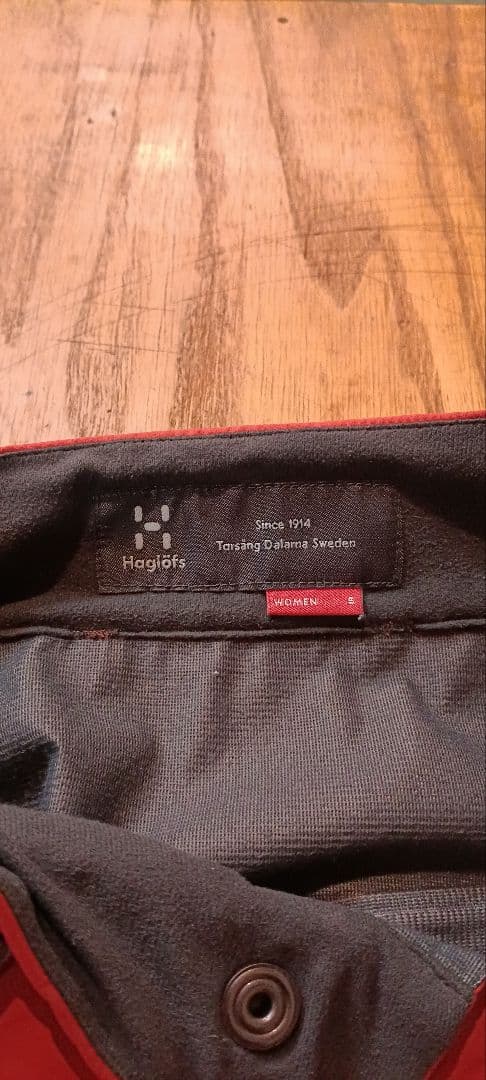 Haglöfs
Since 1914
Torsång Dalarna Sweden
WOMEN S